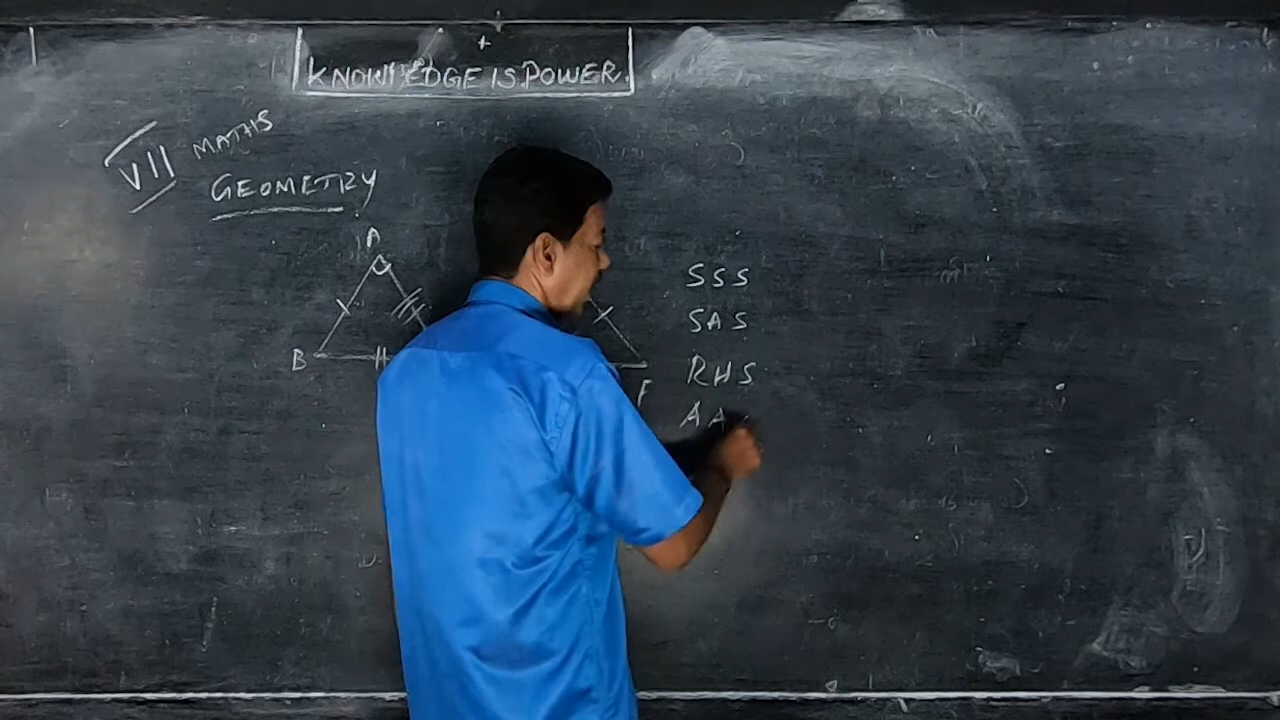 KNOWLEDGE IS POWER.
VII MATHS
GEOMETRY
A
B
F
SSS
SAS
RHS
AA